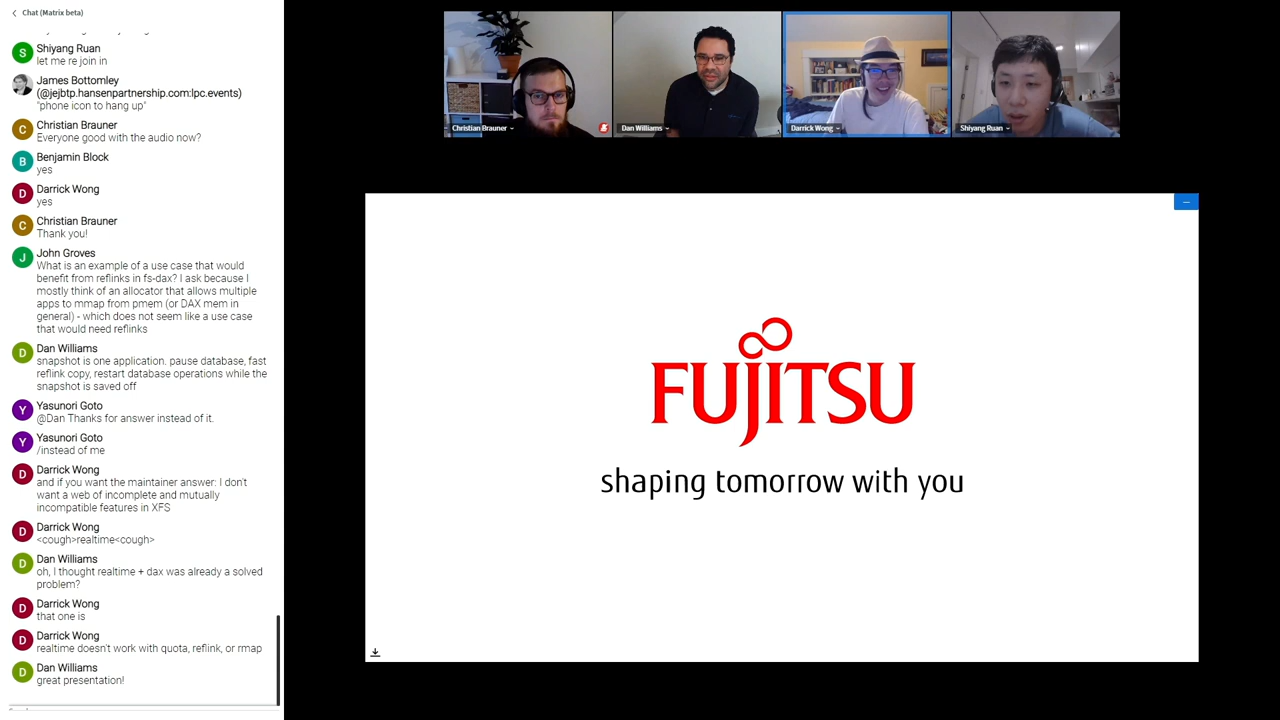 Chat (Matrix beta)
Shiyang Ruan
let me re join in
James Bottomley
(@jejbtp.hansenpartnership.com:lpc.events)
"phone icon to hang up"
C
Christian Brauner
Everyone good with the audio now?
B
Benjamin Block
yes
D
Darrick Wong
yes
C
Christian Brauner
Thank you!
J
John Groves
What is an example of a use case that would
benefit from reflinks in fs-dax? I ask because I
mostly think of an allocator that allows multiple
apps to mmap from pmem (or DAX mem in
general) - which does not seem like a use case
that would need reflinks
D
Dan Williams
snapshot is one application. pause database, fast
reflink copy, restart database operations while the
snapshot is saved off
Y
Yasunori Goto
@Dan Thanks for answer instead of it.
Y
Yasunori Goto
/instead of me
D
Darrick Wong
and if you want the maintainer answer: I don't
want a web of incomplete and mutually
incompatible features in XFS
D
Darrick Wong
<cough>realtime<cough>
D
Dan Williams
oh, I thought realtime + dax was already a solved
problem?
D
Darrick Wong
that one is
D
Darrick Wong
realtime doesn't work with quota, reflink, or rmap
D
Dan Williams
great presentation!
Christian Brauner
Dan Williams
Darrick Wong
Shiyang Ruan
FUJITSU
shaping tomorrow with you